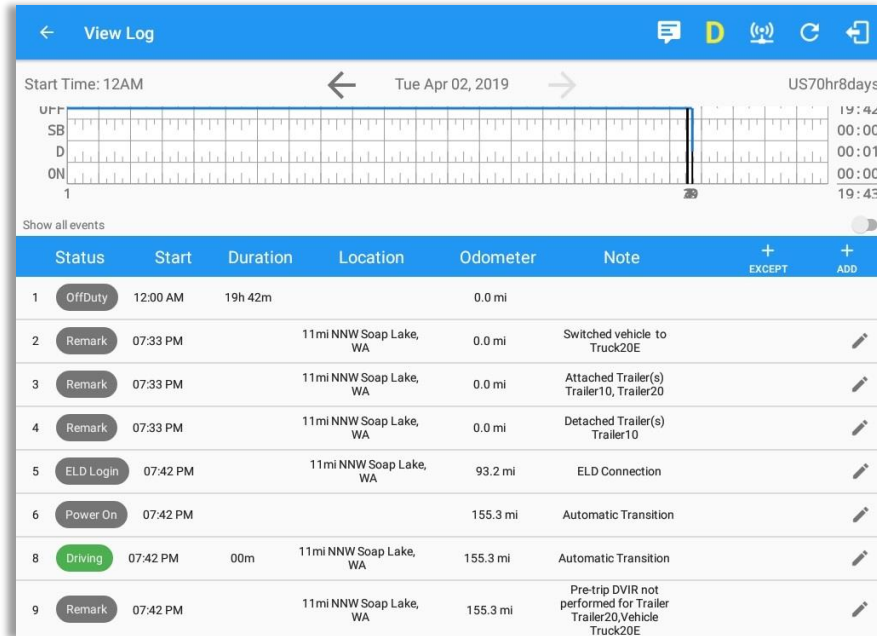 View Log
D
Start Time: 12AM
Tue Apr 02, 2019
US70hr8days
OFF
19:42
SB
00:00
D
00:01
ON
00:00
1
19:43
Show all events
Status Start Duration Location Odometer Note EXCEPT ADD
1 OffDuty 12:00 AM 19h 42m 0.0 mi
2 Remark 07:33 PM 11mi NNW Soap Lake, WA 0.0 mi Switched vehicle to Truck20E
3 Remark 07:33 PM 11mi NNW Soap Lake, WA 0.0 mi Attached Trailer(s) Trailer10, Trailer20
4 Remark 07:33 PM 11mi NNW Soap Lake, WA 0.0 mi Detached Trailer(s) Trailer10
5 ELD Login 07:42 PM 11mi NNW Soap Lake, WA 93.2 mi ELD Connection
6 Power On 07:42 PM 155.3 mi Automatic Transition
8 Driving 07:42 PM 00m 11mi NNW Soap Lake, WA 155.3 mi Automatic Transition
9 Remark 07:42 PM 11mi NNW Soap Lake, WA 155.3 mi Pre-trip DVIR not performed for Trailer Trailer20,Vehicle Truck20E